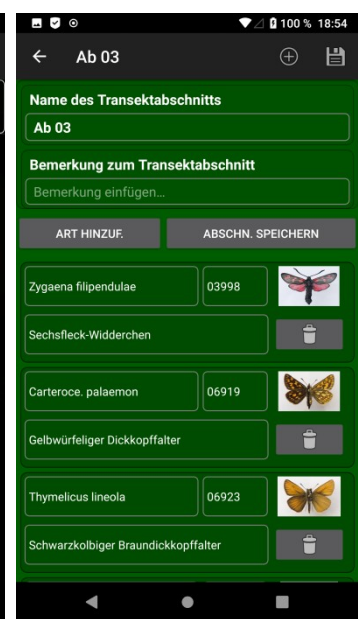 100 % 18:54
Ab 03
Name des Transektabschnitts
Ab 03
Bemerkung zum Transektabschnitt
Bemerkung einfügen...
ART HINZUF.
ABSCHN. SPEICHERN
Zygaena filipendulae
03998
Sechsfleck-Widderchen
Carteroce. palaemon
06919
Gelbwürfeliger Dickkopffalter
Thymelicus lineola
06923
Schwarzkolbiger Braundickkopffalter